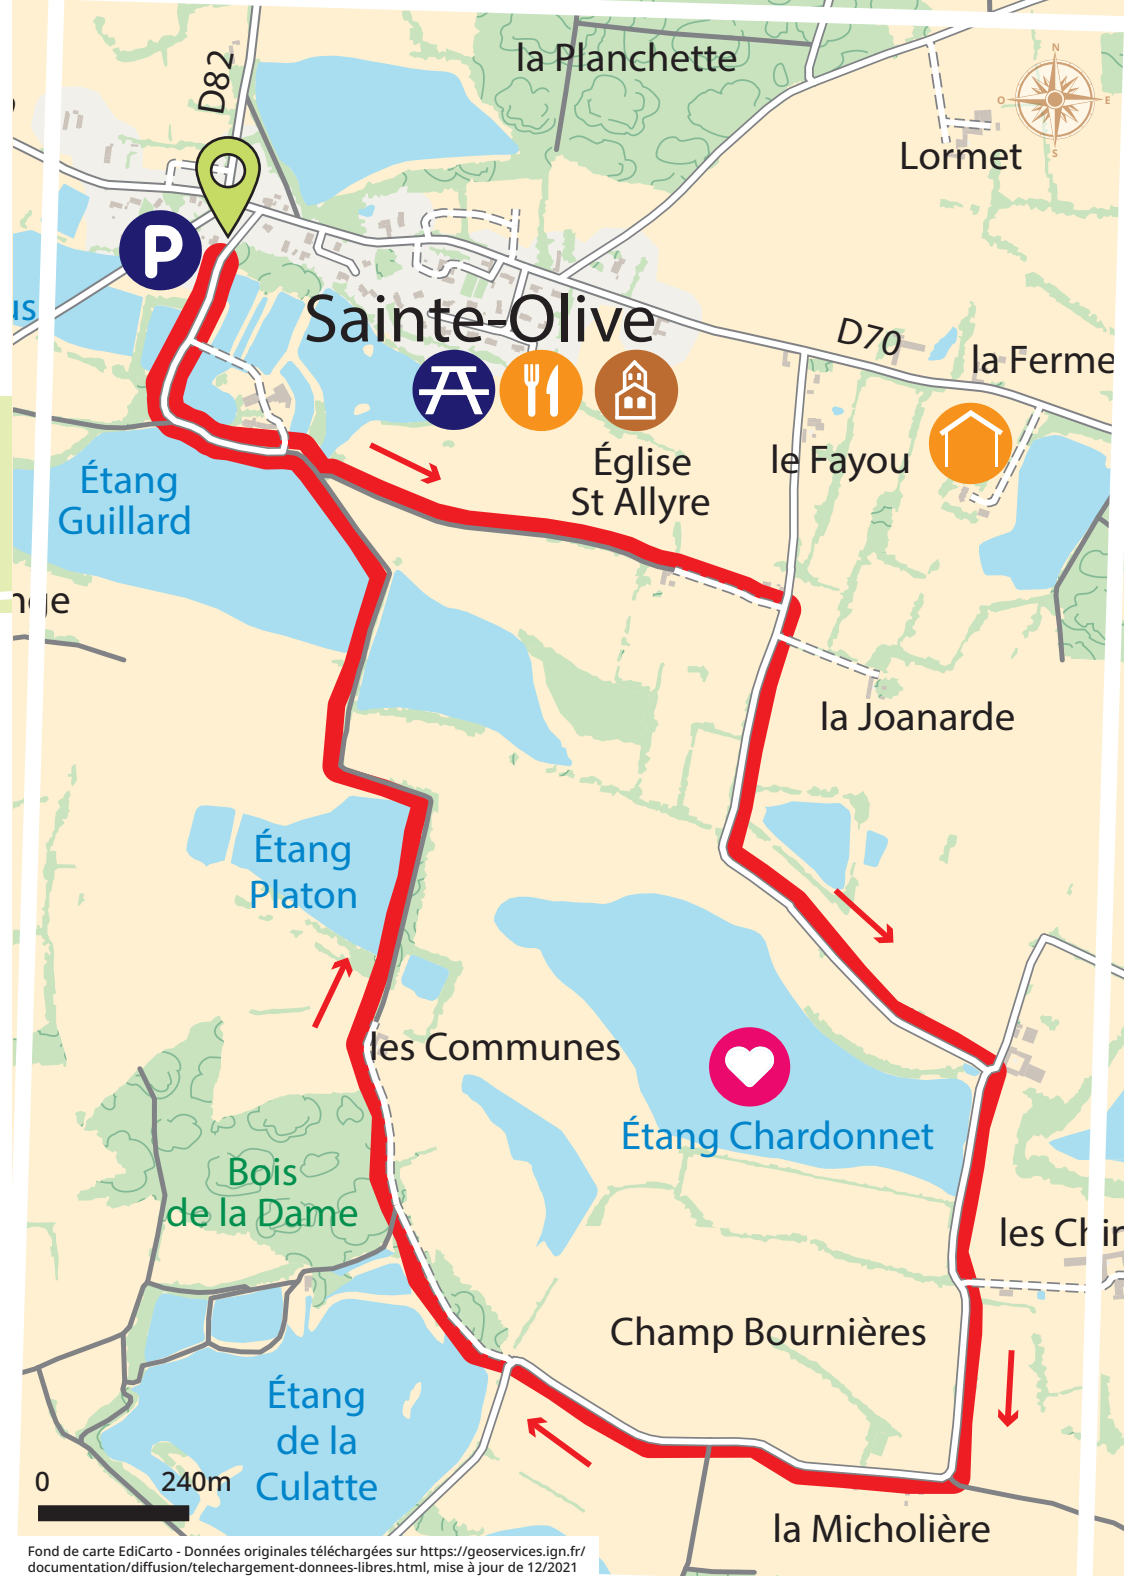 la Planchette
D82
N
O
E
S
Lormet
P
Sainte-Olive
D70
la Ferme
Église
St Allyre
le Fayou
Étang
Guillard
la Joanarde
Étang
Platon
les Communes
Étang Chardonnet
Bois
de la Dame
les Chin
Champ Bournières
Étang
de la
Culatte
0 240m
la Micholière
Fond de carte EdiCarto - Données originales téléchargées sur https://geoservices.ign.fr/
documentation/diffusion/telechargement-donnees-libres.html, mise à jour de 12/2021